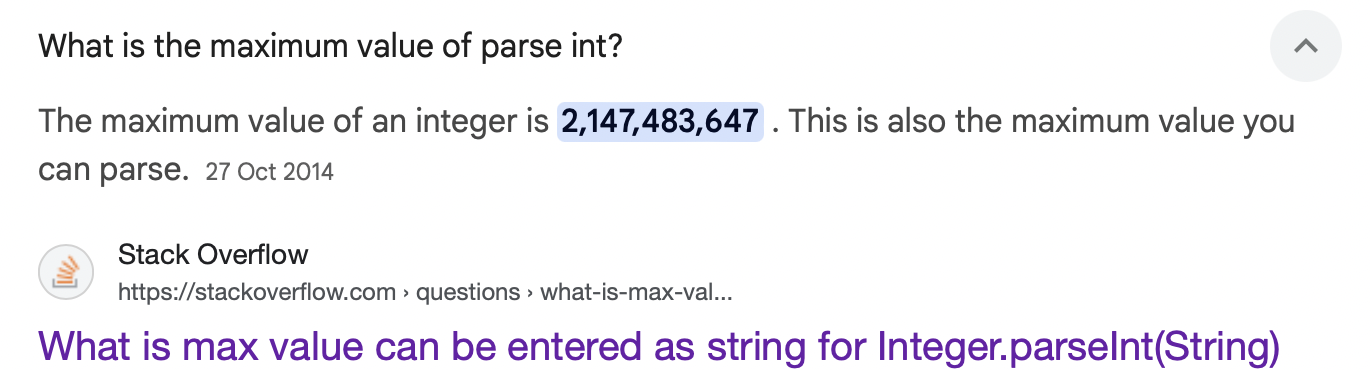 What is the maximum value of parse int?
The maximum value of an integer is 2,147,483,647 . This is also the maximum value you
can parse. 27 Oct 2014
Stack Overflow
https://stackoverflow.com › questions › what-is-max-val...
What is max value can be entered as string for Integer.parseInt(String)